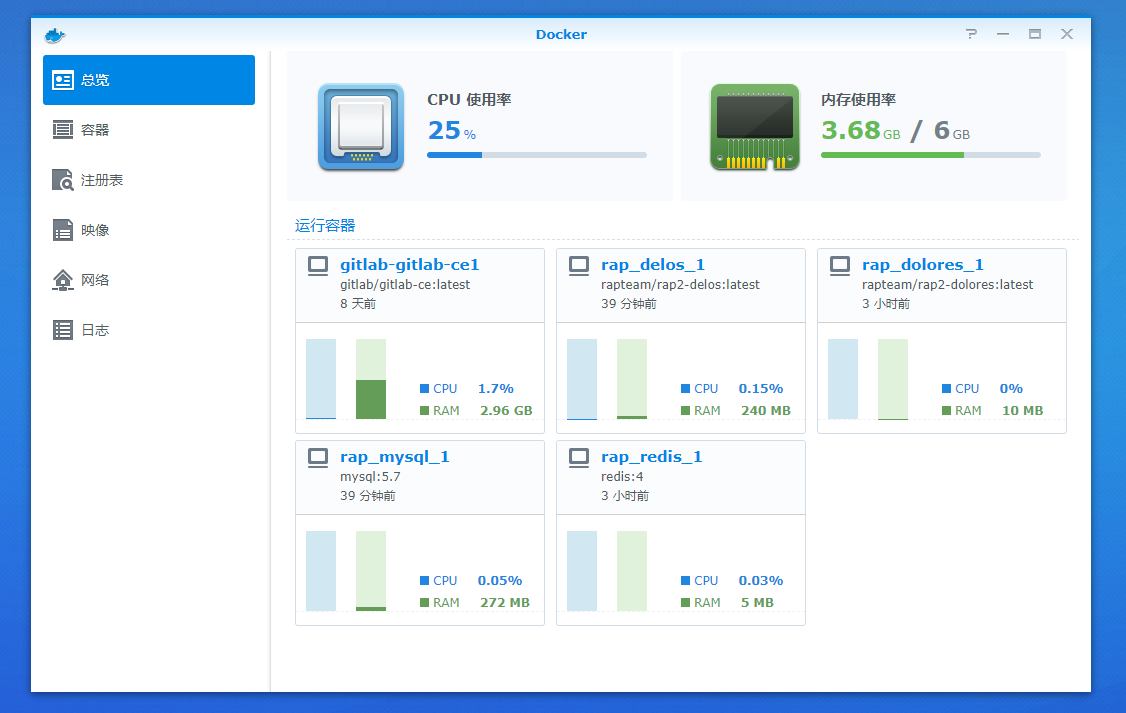 Docker
总览
容器
注册表
映像
网络
日志
CPU 使用率
25 %
内存使用率
3.68 GB / 6 GB
运行容器
gitlab-gitlab-ce1
gitlab/gitlab-ce:latest
8 天前
CPU 1.7%
RAM 2.96 GB
rap_delos_1
rapteam/rap2-delos:latest
39 分钟前
CPU 0.15%
RAM 240 MB
rap_dolores_1
rapteam/rap2-dolores:latest
3 小时前
CPU 0%
RAM 10 MB
rap_mysql_1
mysql:5.7
39 分钟前
CPU 0.05%
RAM 272 MB
rap_redis_1
redis:4
3 小时前
CPU 0.03%
RAM 5 MB